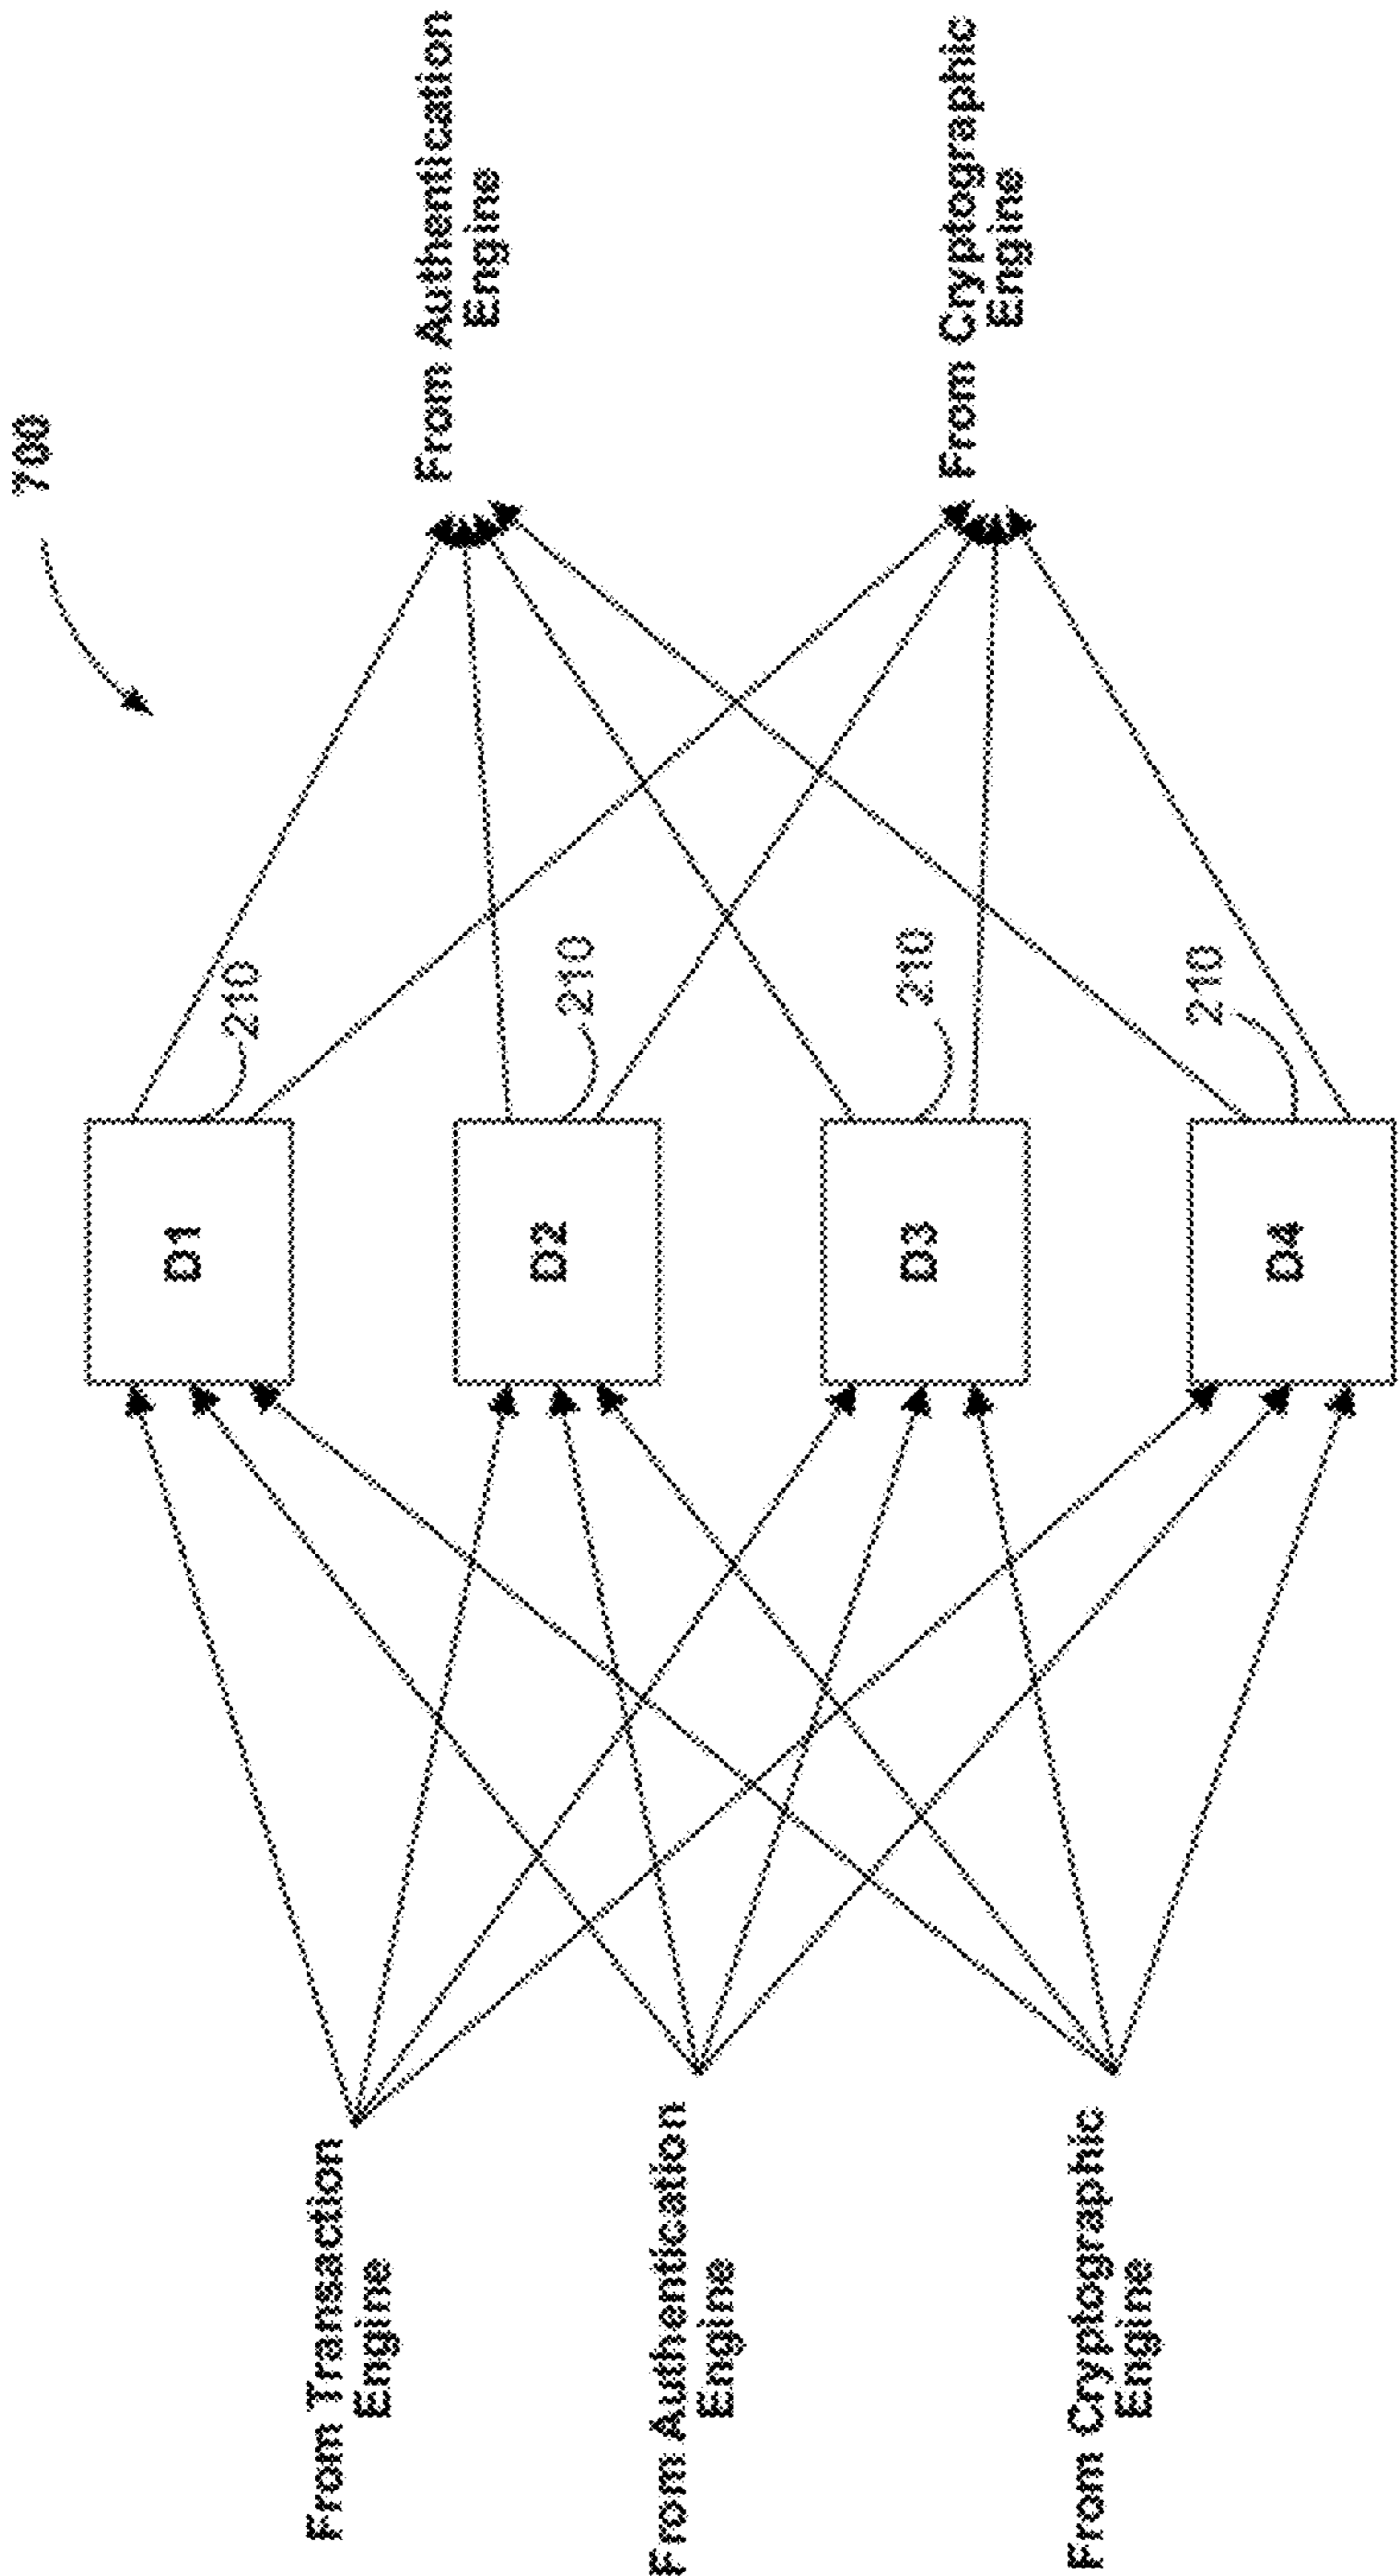 700
From Transaction
Engine
From Authentication
Engine
From Cryptographic
Engine
D1
210
D2
210
D3
210
D4
210
From Authentication
Engine
From Cryptographic
Engine